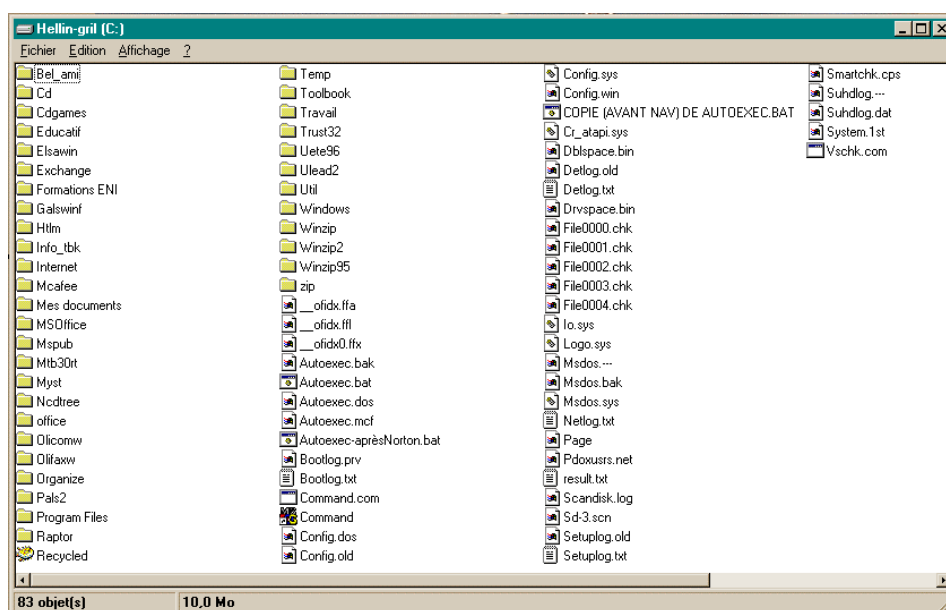 Hellin-gril (C:)
Fichier Edition Affichage ?
Bel_ami
Cd
Cdgames
Educatif
Elsawin
Exchange
Formations ENI
Galswinf
Htlm
Info_tbk
Internet
Mcafee
Mes documents
MSOffice
Mspub
Mtb30rt
Myst
Ncdtree
office
Olicomw
Olifaxw
Organize
Pals2
Program Files
Raptor
Recycled
Temp
Toolbook
Travail
Trust32
Uete96
Ulead2
Util
Windows
Winzip
Winzip2
Winzip95
zip
__ofidx.ffa
__ofidx.ffl
__ofidx0.ffx
Autoexec.bak
Autoexec.bat
Autoexec.dos
Autoexec.mcf
Autoexec-aprèsNorton.bat
Bootlog.prv
Bootlog.txt
Command.com
Command
Config.dos
Config.old
Config.sys
Config.win
COPIE (AVANT NAV) DE AUTOEXEC.BAT
Cr_atapi.sys
Dblspace.bin
Detlog.old
Detlog.txt
Drvspace.bin
File0000.chk
File0001.chk
File0002.chk
File0003.chk
File0004.chk
Io.sys
Logo.sys
Msdos.---
Msdos.bak
Msdos.sys
Netlog.txt
Page
Pdoxusrs.net
result.txt
Scandisk.log
Sd-3.scn
Setuplog.old
Setuplog.txt
Smartchk.cps
Suhdlog.---
Suhdlog.dat
System.1st
Vschk.com
83 objet(s) 10,0 Mo